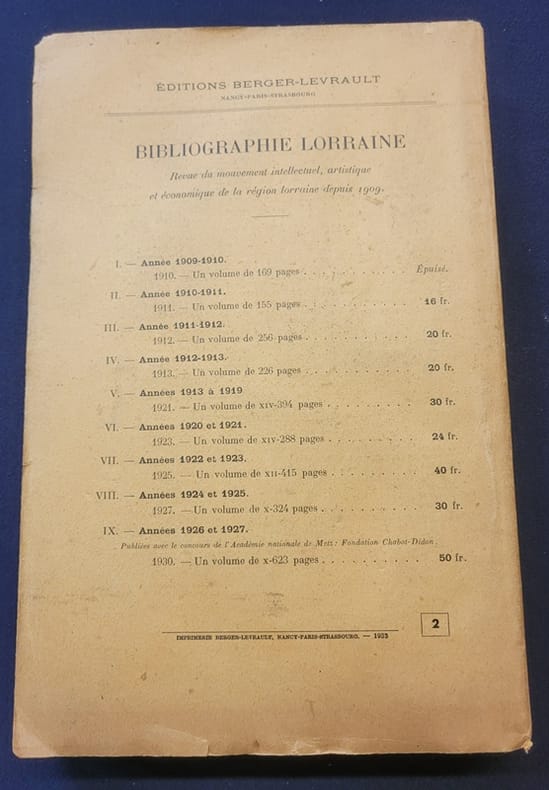 ÉDITIONS BERGER-LEVRAULT
NANCY-PARIS-STRASBOURG
BIBLIOGRAPHIE LORRAINE
Revue du mouvement intellectuel, artistique
et économique de la région lorraine depuis 1909.
I. — Année 1909-1910.
1910. — Un volume de 169 pages . . . . . . . . . . Épuisé.
II. — Année 1910-1911.
1911. — Un volume de 155 pages . . . . . . . . . . 16 fr.
III. — Année 1911-1912.
1912. — Un volume de 256 pages . . . . . . . . . . 20 fr.
IV. — Année 1912-1913.
1913. — Un volume de 226 pages . . . . . . . . . . 20 fr.
V. — Années 1913 à 1919
1921. — Un volume de XIV-394 pages . . . . . . . . 30 fr.
VI. — Années 1920 et 1921.
1923. — Un volume de XIV-288 pages . . . . . . . . 24 fr.
VII. — Années 1922 et 1923.
1925. — Un volume de XII-415 pages . . . . . . . . 40 fr.
VIII. — Années 1924 et 1925.
1927. — Un volume de X-324 pages . . . . . . . . . 30 fr.
IX. — Années 1926 et 1927.
Publiées avec le concours de l'Académie nationale de Metz : Fondation Chabot-Didon.
1930. — Un volume de X-623 pages . . . . . . . . . 50 fr.
IMPRIMERIE BERGER-LEVRAULT, NANCY-PARIS-STRASBOURG. — 1933
2